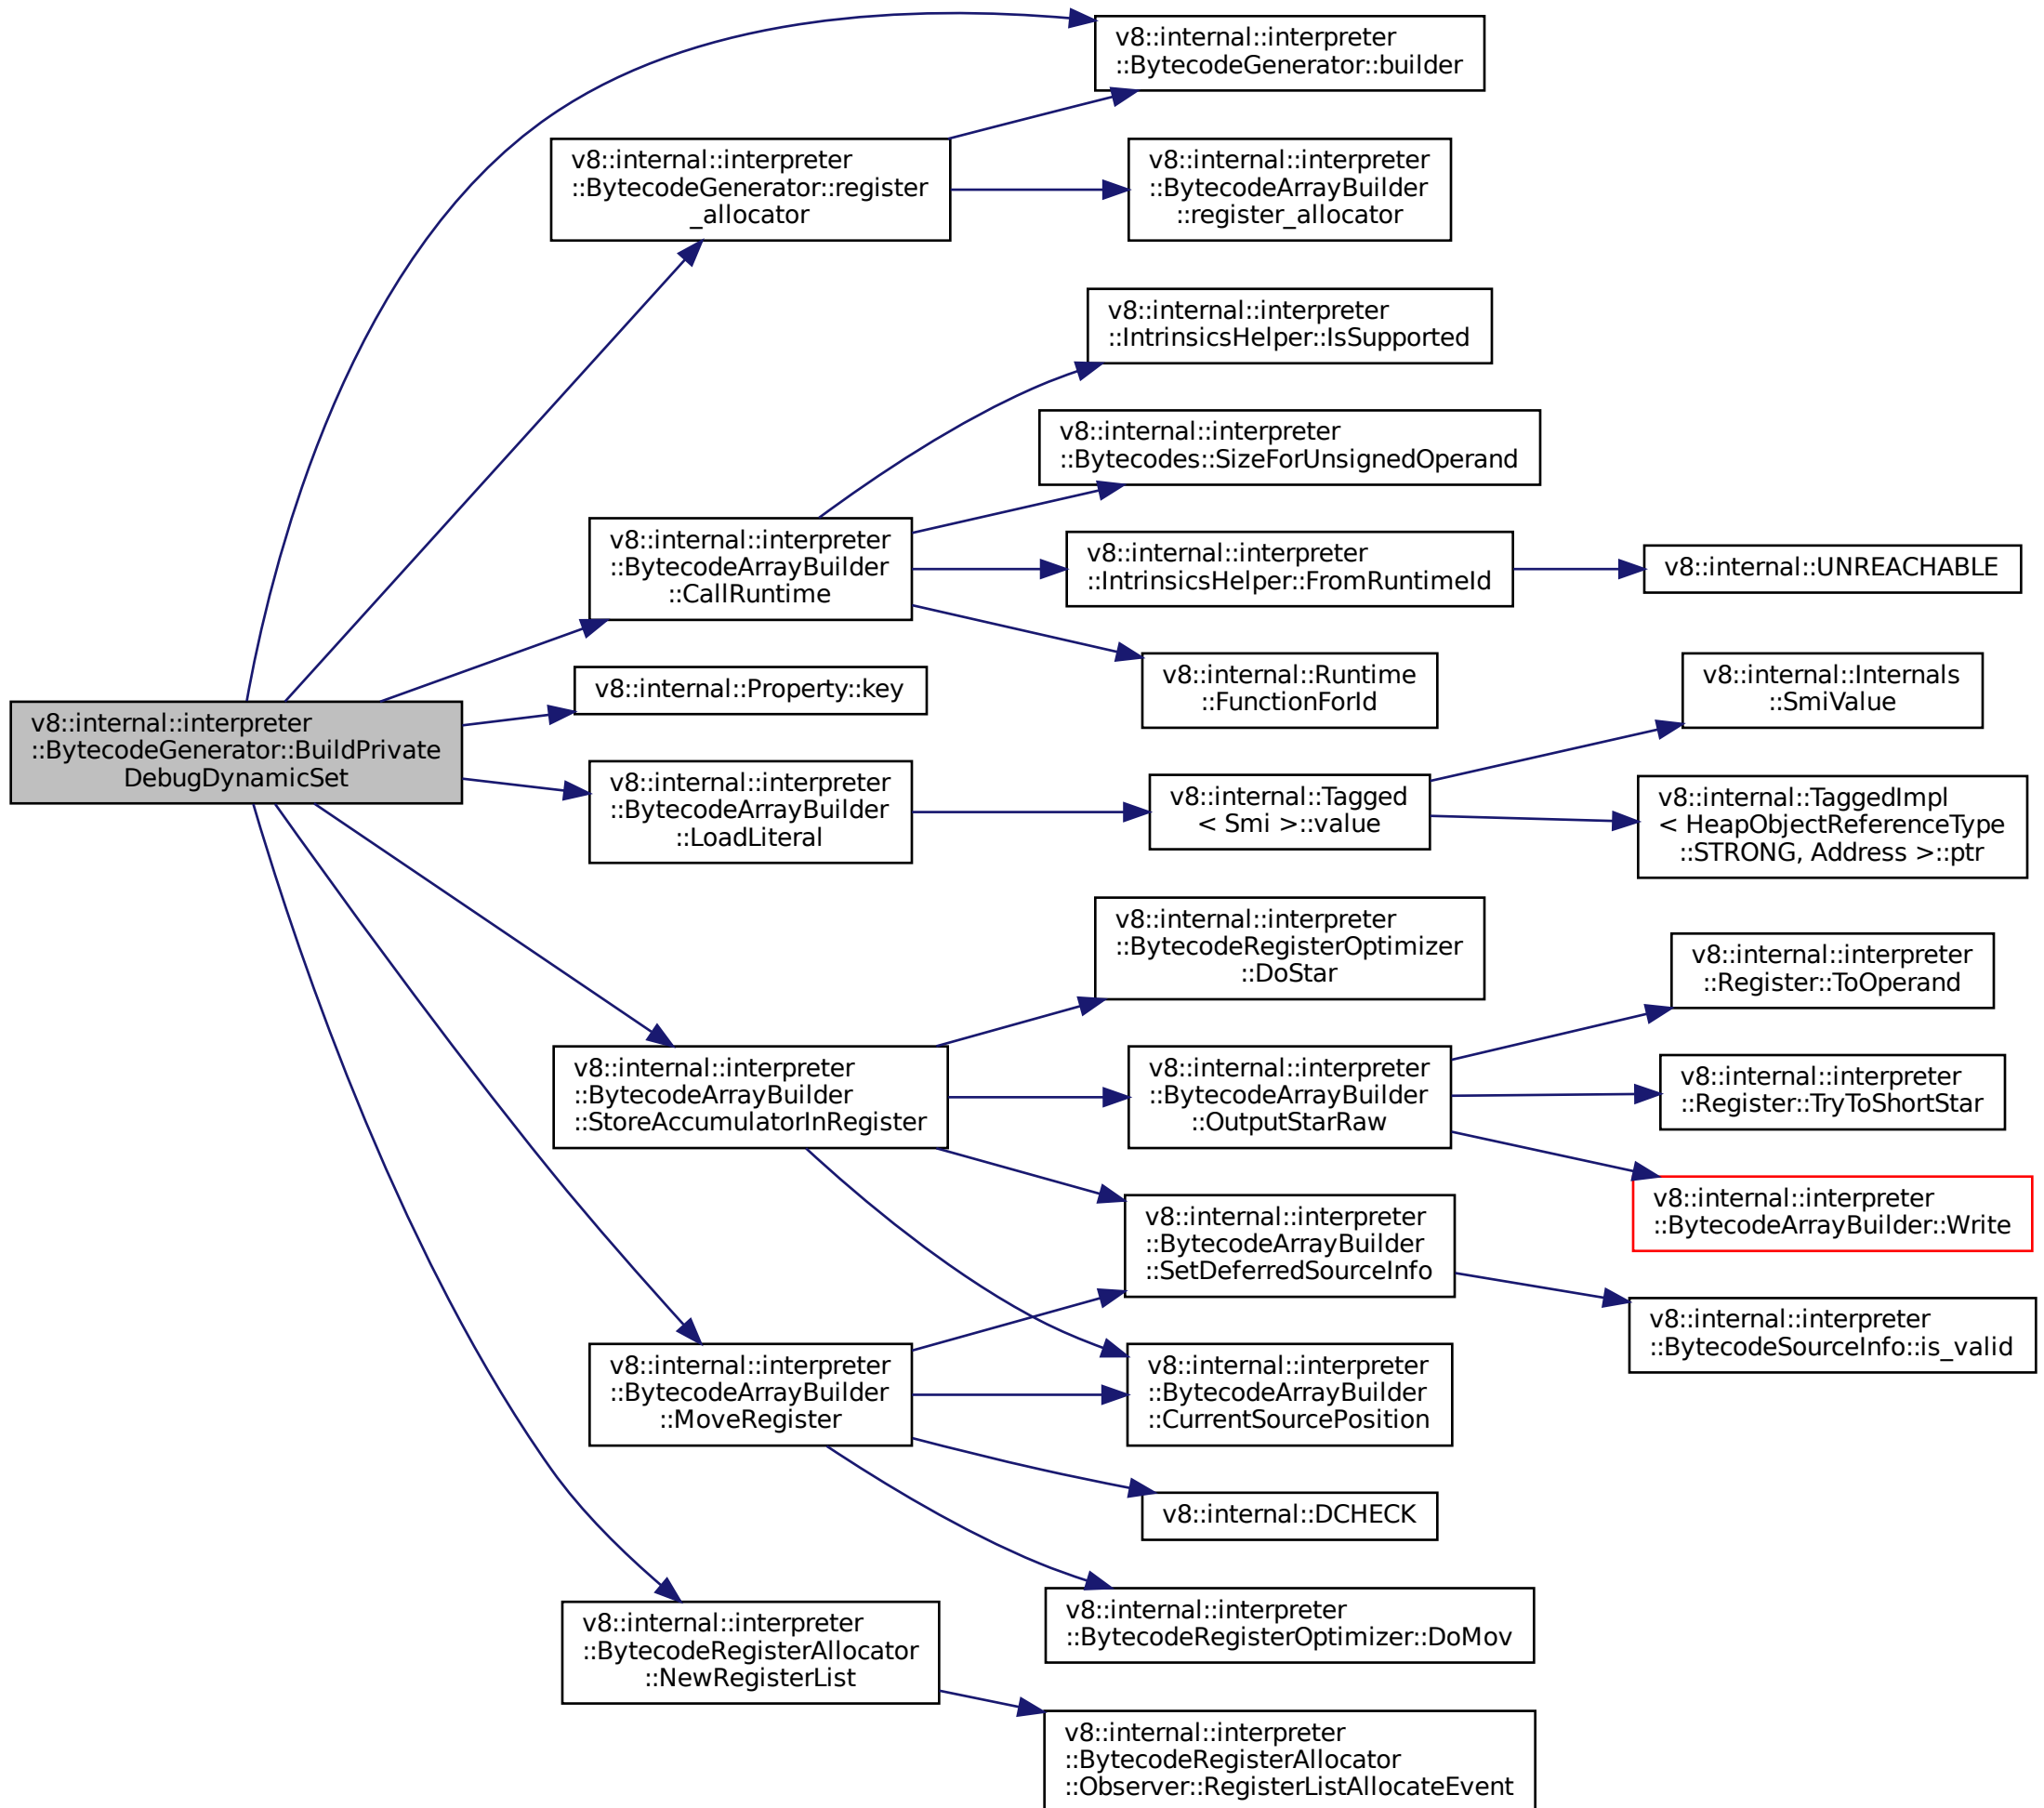 v8::internal::interpreter
::BytecodeGenerator::builder
v8::internal::interpreter
::BytecodeGenerator::register
_allocator
v8::internal::interpreter
::BytecodeArrayBuilder
::register_allocator
v8::internal::interpreter
::IntrinsicsHelper::IsSupported
v8::internal::interpreter
::Bytecodes::SizeForUnsignedOperand
v8::internal::interpreter
::BytecodeArrayBuilder
::CallRuntime
v8::internal::interpreter
::IntrinsicsHelper::FromRuntimeId
v8::internal::UNREACHABLE
v8::internal::Runtime
::FunctionForId
v8::internal::Property::key
v8::internal::Internals
::SmiValue
v8::internal::interpreter
::BytecodeGenerator::BuildPrivate
DebugDynamicSet
v8::internal::interpreter
::BytecodeArrayBuilder
::LoadLiteral
v8::internal::Tagged
< Smi >::value
v8::internal::TaggedImpl
< HeapObjectReferenceType
::STRONG, Address >::ptr
v8::internal::interpreter
::BytecodeRegisterOptimizer
::DoStar
v8::internal::interpreter
::Register::ToOperand
v8::internal::interpreter
::BytecodeArrayBuilder
::StoreAccumulatorInRegister
v8::internal::interpreter
::BytecodeArrayBuilder
::OutputStarRaw
v8::internal::interpreter
::Register::TryToShortStar
v8::internal::interpreter
::BytecodeArrayBuilder::Write
v8::internal::interpreter
::BytecodeArrayBuilder
::SetDeferredSourceInfo
v8::internal::interpreter
::BytecodeSourceInfo::is_valid
v8::internal::interpreter
::BytecodeArrayBuilder
::MoveRegister
v8::internal::interpreter
::BytecodeArrayBuilder
::CurrentSourcePosition
v8::internal::DCHECK
v8::internal::interpreter
::BytecodeRegisterOptimizer::DoMov
v8::internal::interpreter
::BytecodeRegisterAllocator
::NewRegisterList
v8::internal::interpreter
::BytecodeRegisterAllocator
::Observer::RegisterListAllocateEvent